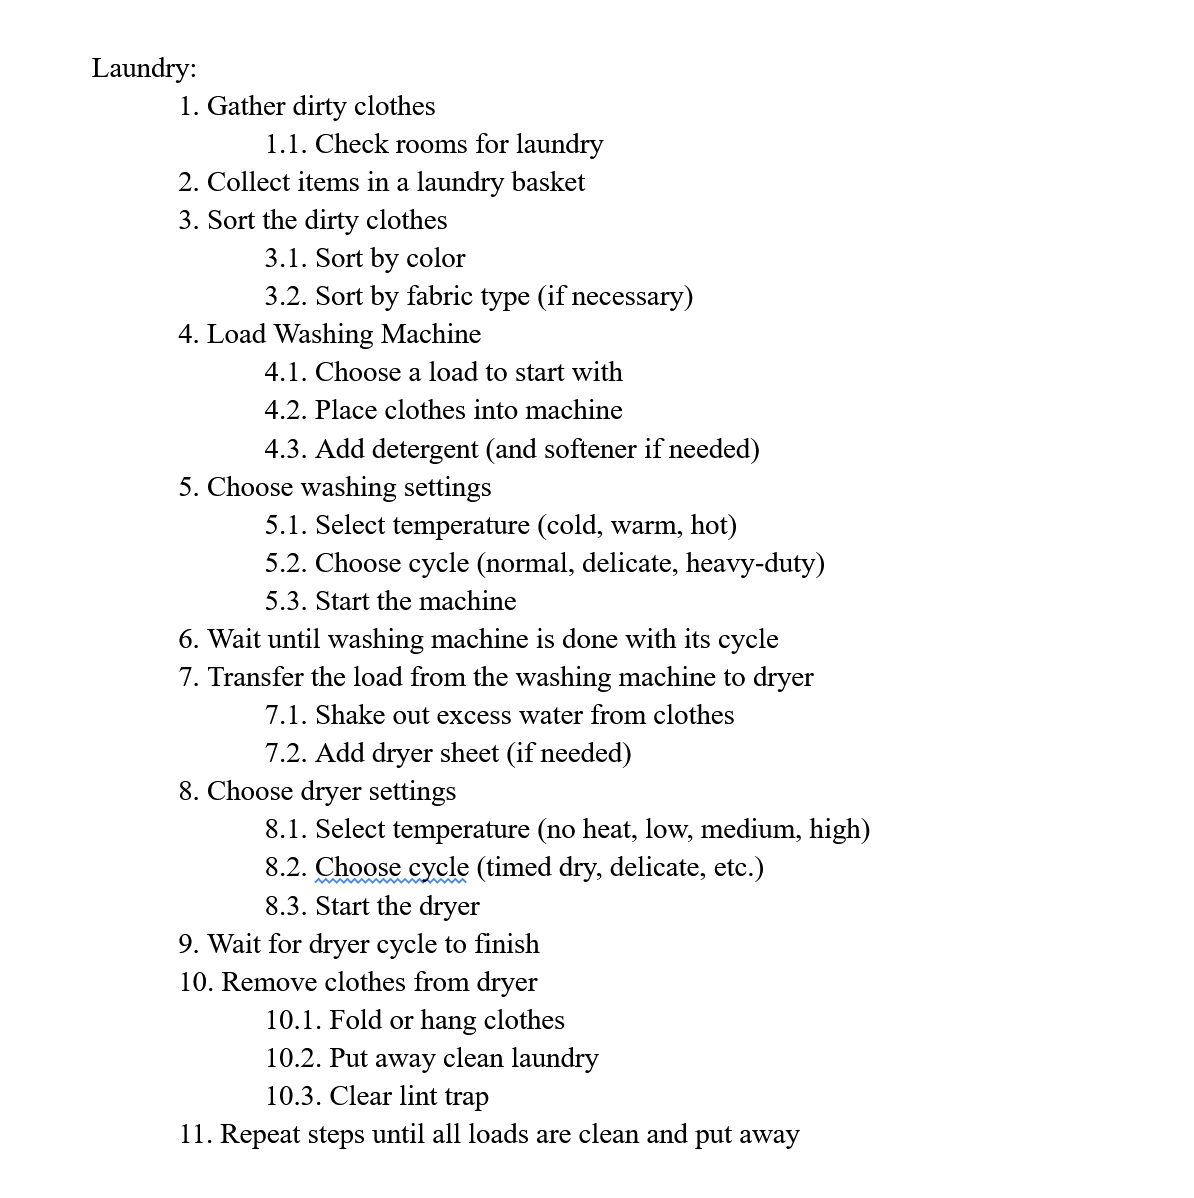 Laundry:
1. Gather dirty clothes
1.1. Check rooms for laundry
2. Collect items in a laundry basket
3. Sort the dirty clothes
3.1. Sort by color
3.2. Sort by fabric type (if necessary)
4. Load Washing Machine
4.1. Choose a load to start with
4.2. Place clothes into machine
4.3. Add detergent (and softener if needed)
5. Choose washing settings
5.1. Select temperature (cold, warm, hot)
5.2. Choose cycle (normal, delicate, heavy-duty)
5.3. Start the machine
6. Wait until washing machine is done with its cycle
7. Transfer the load from the washing machine to dryer
7.1. Shake out excess water from clothes
7.2. Add dryer sheet (if needed)
8. Choose dryer settings
8.1. Select temperature (no heat, low, medium, high)
8.2. Choose cycle (timed dry, delicate, etc.)
8.3. Start the dryer
9. Wait for dryer cycle to finish
10. Remove clothes from dryer
10.1. Fold or hang clothes
10.2. Put away clean laundry
10.3. Clear lint trap
11. Repeat steps until all loads are clean and put away